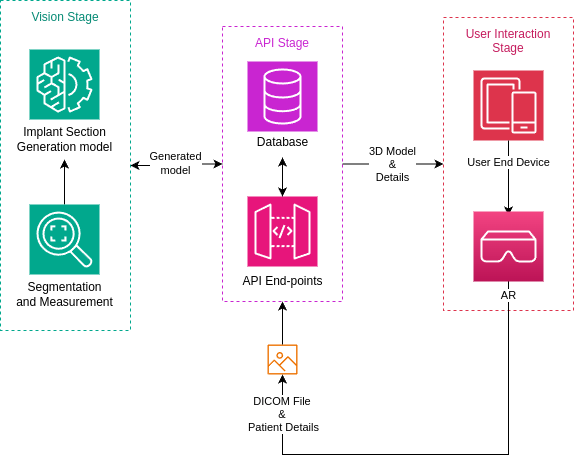 Vision Stage
Implant Section
Generation model
Segmentation
and Measurement
Generated
model
API Stage
Database
API End-points
3D Model
&
Details
User Interaction
Stage
User End Device
AR
DICOM File
&
Patient Details